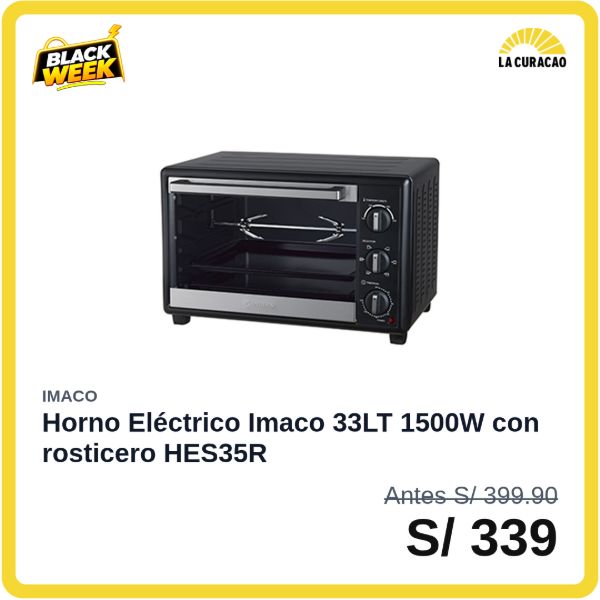 BLACK
WEEK
LA CURACAO
IMACO
Horno Eléctrico Imaco 33LT 1500W con
rosticero HES35R
Antes S/ 399.90
S/ 339